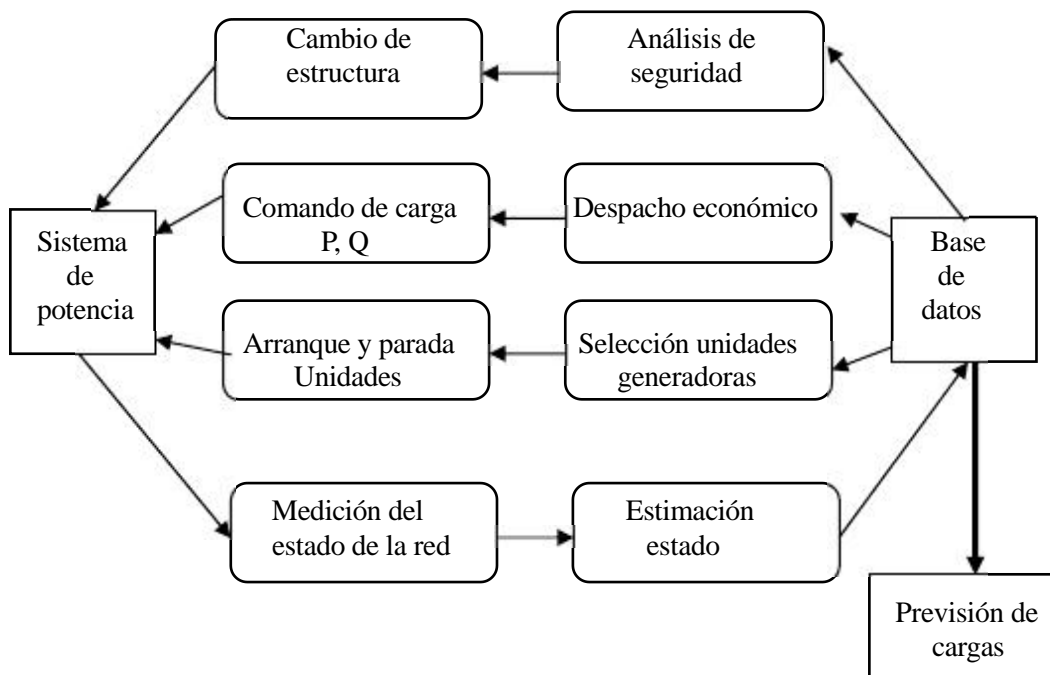 Cambio de
estructura
Análisis de
seguridad
Comando de carga
P, Q
Despacho económico
Sistema
de
potencia
Base
de
datos
Arranque y parada
Unidades
Selección unidades
generadoras
Medición del
estado de la red
Estimación
estado
Previsión de
cargas